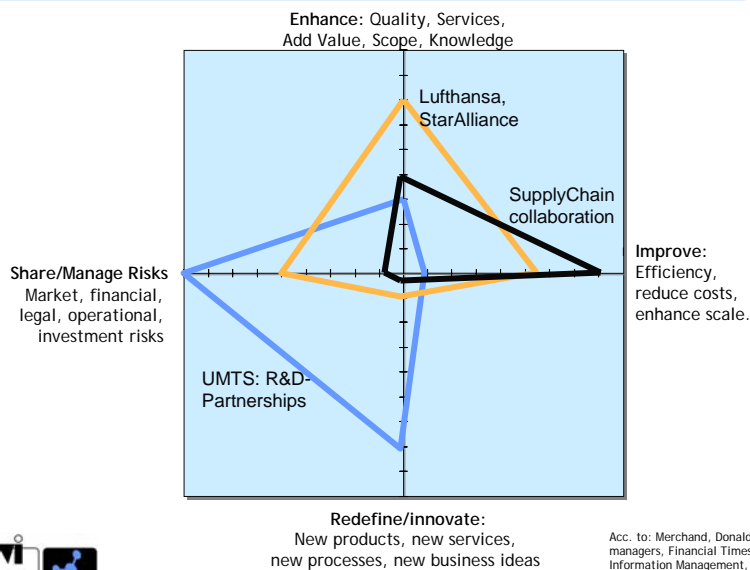 Enhance: Quality, Services,
Add Value, Scope, Knowledge
Lufthansa,
StarAlliance
SupplyChain
collaboration
Improve:
Efficiency,
reduce costs,
enhance scale.
Share/Manage Risks
Market, financial,
legal, operational,
investment risks
UMTS: R&D-
Partnerships
Redefine/innovate:
New products, new services,
new processes, new business ideas
Acc. to: Merchand, Donald
managers, Financial Times
Information Management,